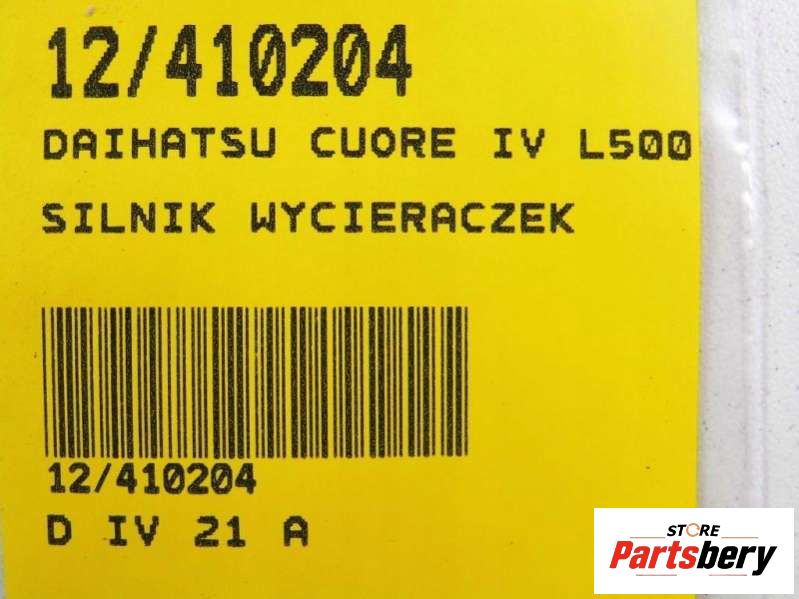 12/410204
DAIHATSU CUORE IV L500
SILNIK WYCIERACZEK
12/410204
D IV 21 A
STORE
Partsbery